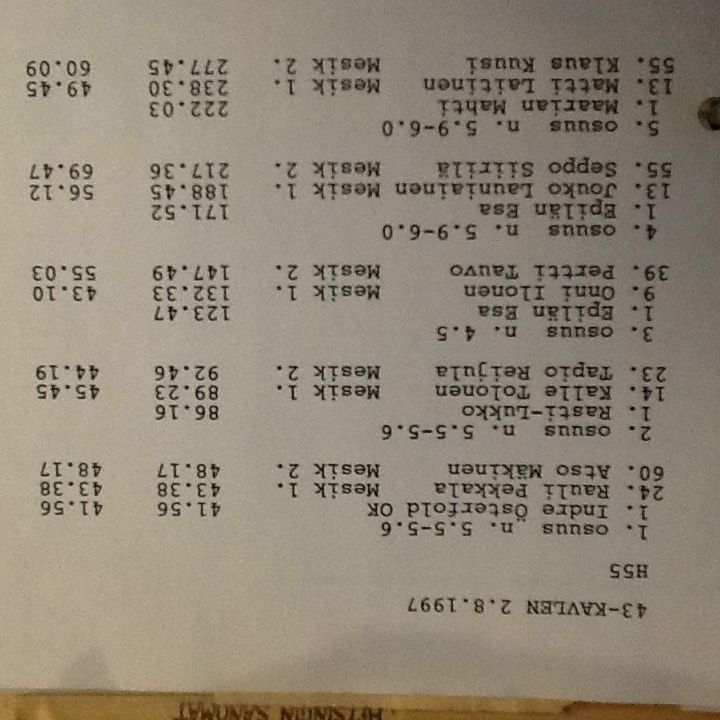 HELSINGIN SANOMAT
43-KAVLEN 2.8.1997
H55
1. osuus n. 5.5-5.6
1. Indre Österfold OK 41.56 41.56
24. Rauli Pekkala Mesik 1. 43.38 43.38
60. Atso Mäkinen Mesik 2. 48.17 48.17
2. osuus n. 5.5-5.6
1. Rasti-Lukko 86.16
14. Kalle Tolonen Mesik 1. 89.23 45.45
23. Tapio Reijula Mesik 2. 92.46 44.19
3. osuus n. 4.5
1. Epilän Esa 123.47
9. Onni Ilonen Mesik 1. 132.33 43.10
39. Pertti Tauvo Mesik 2. 147.49 55.03
4. osuus n. 5.9-6.0
1. Epilän Esa 171.52
13. Jouko Launiainen Mesik 1. 188.45 56.12
55. Seppo Siirilä Mesik 2. 217.36 69.47
5. osuus n. 5.9-6.0
1. Maarian Mahti 222.03
13. Matti Laitinen Mesik 1. 238.30 49.45
55. Klaus Kuusi Mesik 2. 277.45 60.09